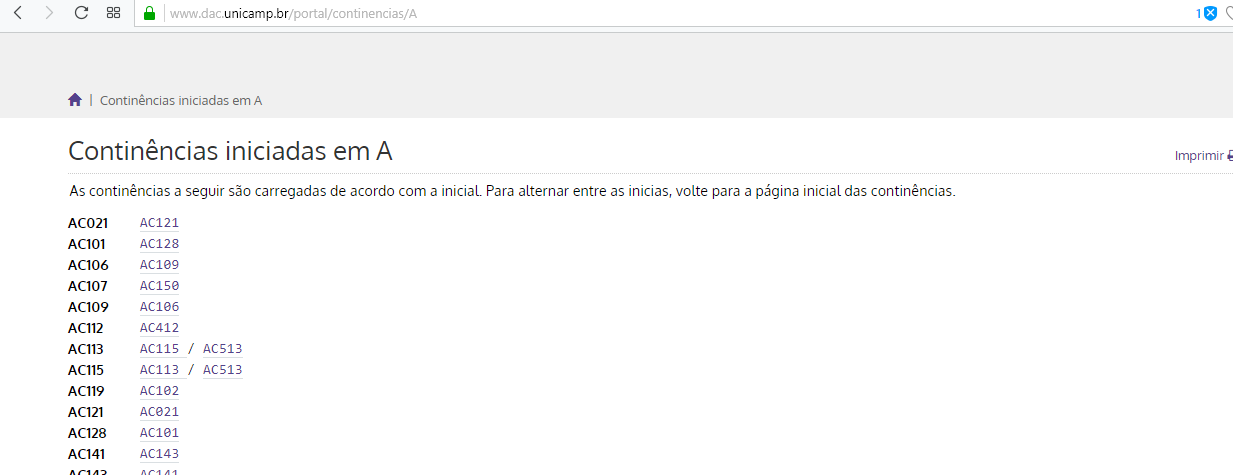 www.dac.unicamp.br/portal/continencias/A
1
| Continências iniciadas em A
Continências iniciadas em A
Imprimir
As continências a seguir são carregadas de acordo com a inicial. Para alternar entre as inicias, volte para a página inicial das continências.
AC021 AC121
AC101 AC128
AC106 AC109
AC107 AC150
AC109 AC106
AC112 AC412
AC113 AC115 / AC513
AC115 AC113 / AC513
AC119 AC102
AC121 AC021
AC128 AC101
AC141 AC143
AC143 AC141